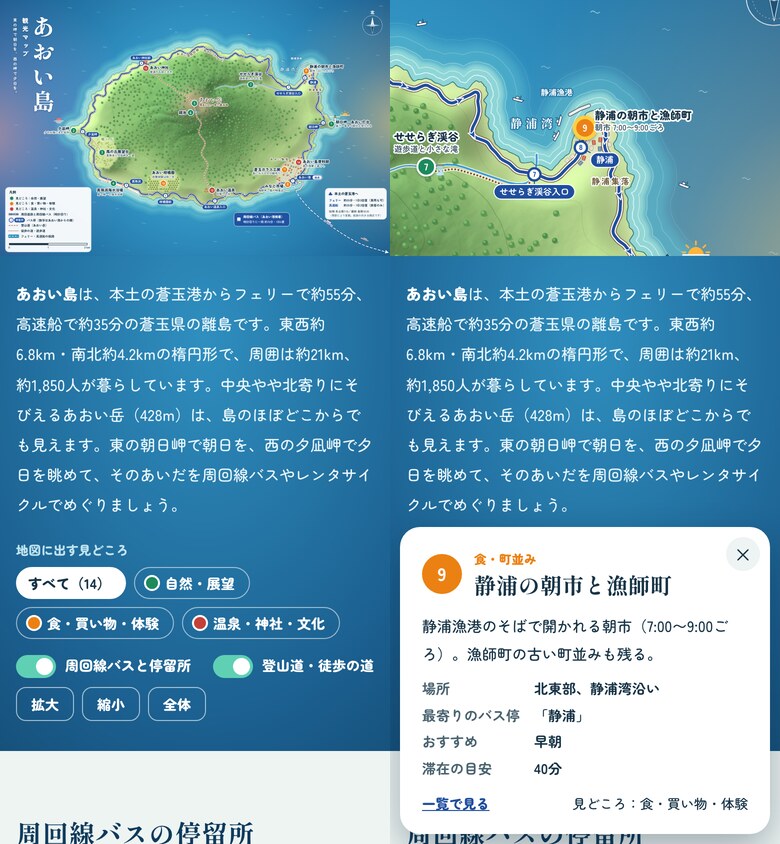 あおい島
観光マップ
静浦漁港
静浦湾
静浦の朝市と漁師町
朝市 7:00〜9:00ごろ
9
8
静浦
静浦集落
せせらぎ渓谷
遊歩道と小さな滝
7
7
せせらぎ渓谷入口
あおい島は、本土の蒼玉港からフェリーで約55分、
高速船で約35分の蒼玉県の離島です。東西約
6.8km・南北約4.2kmの楕円形で、周囲は約21km、
約1,850人が暮らしています。中央やや北寄りにそ
びえるあおい岳（428m）は、島のほぼどこからで
も見えます。東の朝日岬で朝日を、西の夕凪岬で夕
日を眺めて、そのあいだを周回線バスやレンタサイ
クルでめぐりましょう。
地図に出す見どころ
すべて（14）
自然・展望
食・買い物・体験
温泉・神社・文化
周回線バスと停留所
登山道・徒歩の道
拡大
縮小
全体
周回線バスの停留所
あおい島は、本土の蒼玉港からフェリーで約55分、
高速船で約35分の蒼玉県の離島です。東西約
6.8km・南北約4.2kmの楕円形で、周囲は約21km、
約1,850人が暮らしています。中央やや北寄りにそ
びえるあおい岳（428m）は、島のほぼどこからで
も見えます。東の朝日岬で朝日を、西の夕凪岬で夕
日を眺めて、そのあいだを周回線バスやレンタサイ
クルでめぐりましょう。
9
食・町並み
静浦の朝市と漁師町
静浦漁港のそばで開かれる朝市（7:00〜9:00ご
ろ）。漁師町の古い町並みも残る。
場所 北東部、静浦湾沿い
最寄りのバス停 「静浦」
おすすめ 早朝
滞在の目安 40分
一覧で見る
見どころ：食・買い物・体験
周回線バスの停留所